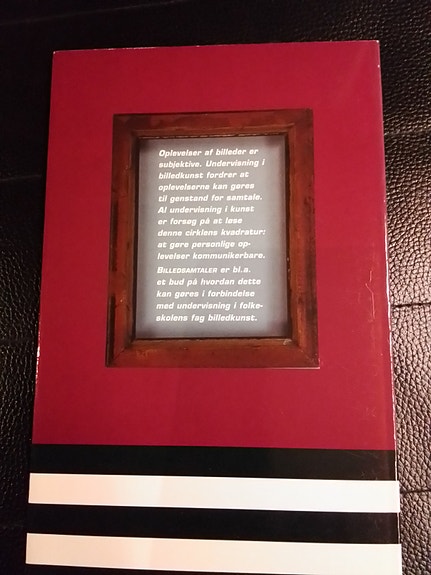 Oplevelser af billeder er
subjektive. Undervisning i
billedkunst fordrer at
oplevelserne kan gøres
til genstand for samtale.
Al undervisning i kunst
er forsøg på at løse
denne cirklens kvadratur:
at gøre personlige op-
levelser kommunikerbare.
BILLEDSAMTALER er bl.a.
et bud på hvordan dette
kan gøres i forbindelse
med undervisning i folke-
skolens fag billedkunst.